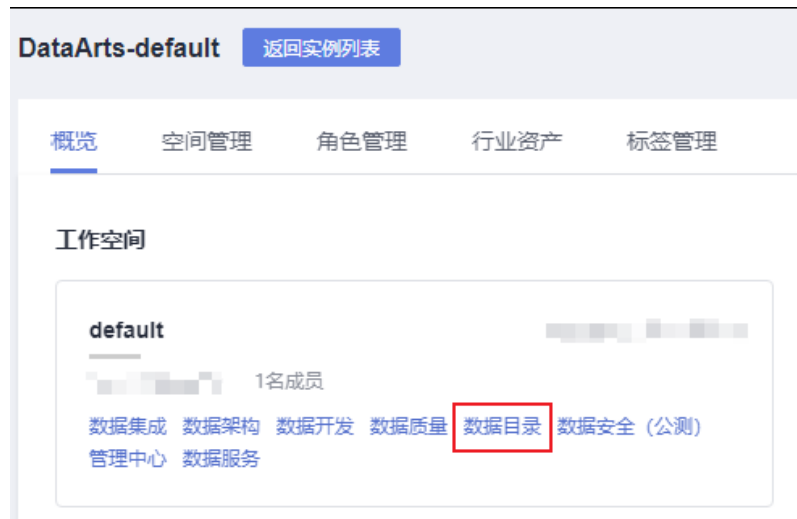 DataArts-default 返回实例列表
概览 空间管理 角色管理 行业资产 标签管理
工作空间
default
1名成员
数据集成 数据架构 数据开发 数据质量 数据目录 数据安全 (公测)
管理中心 数据服务